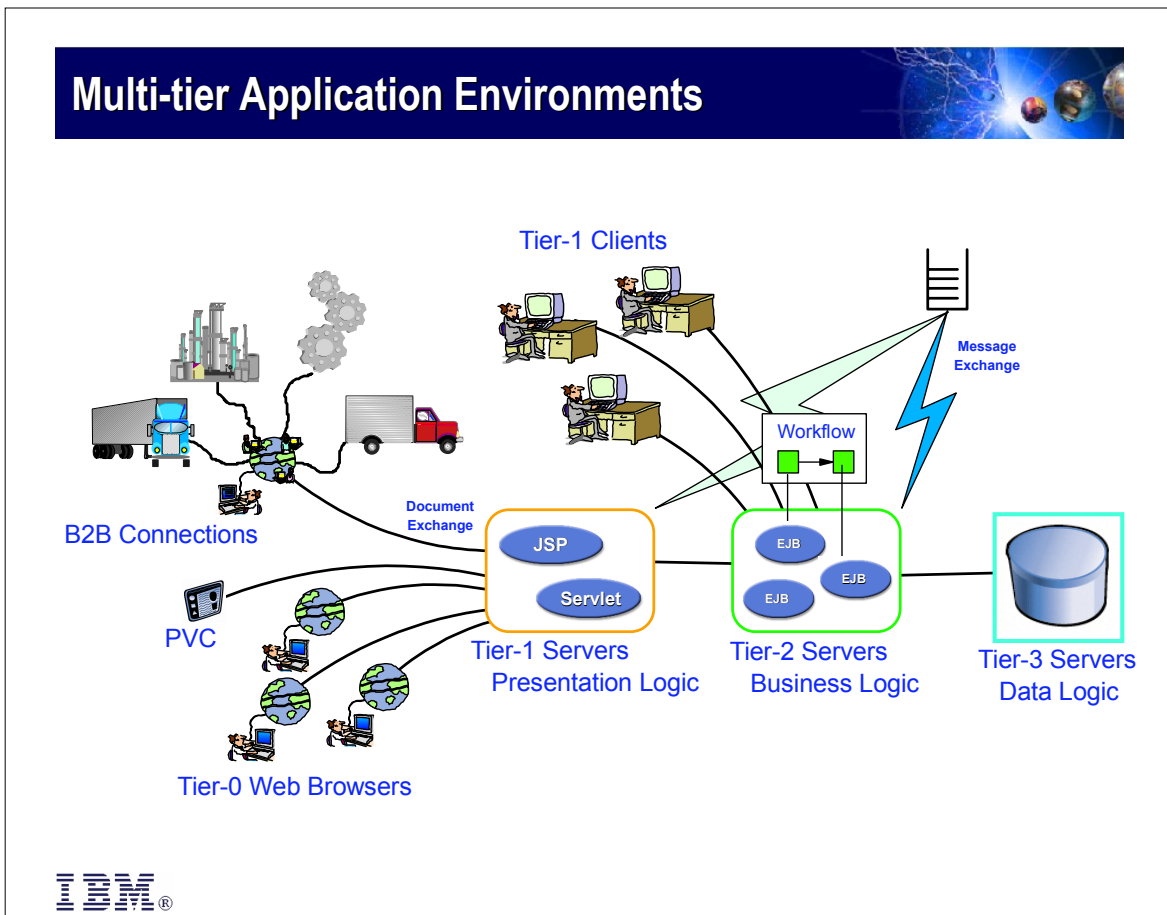 Multi-tier Application Environments
Tier-1 Clients
Message
Exchange
Workflow
B2B Connections
Document
Exchange
JSP
Servlet
EJB
EJB
EJB
PVC
Tier-1 Servers
Presentation Logic
Tier-2 Servers
Business Logic
Tier-3 Servers
Data Logic
Tier-0 Web Browsers
IBM®